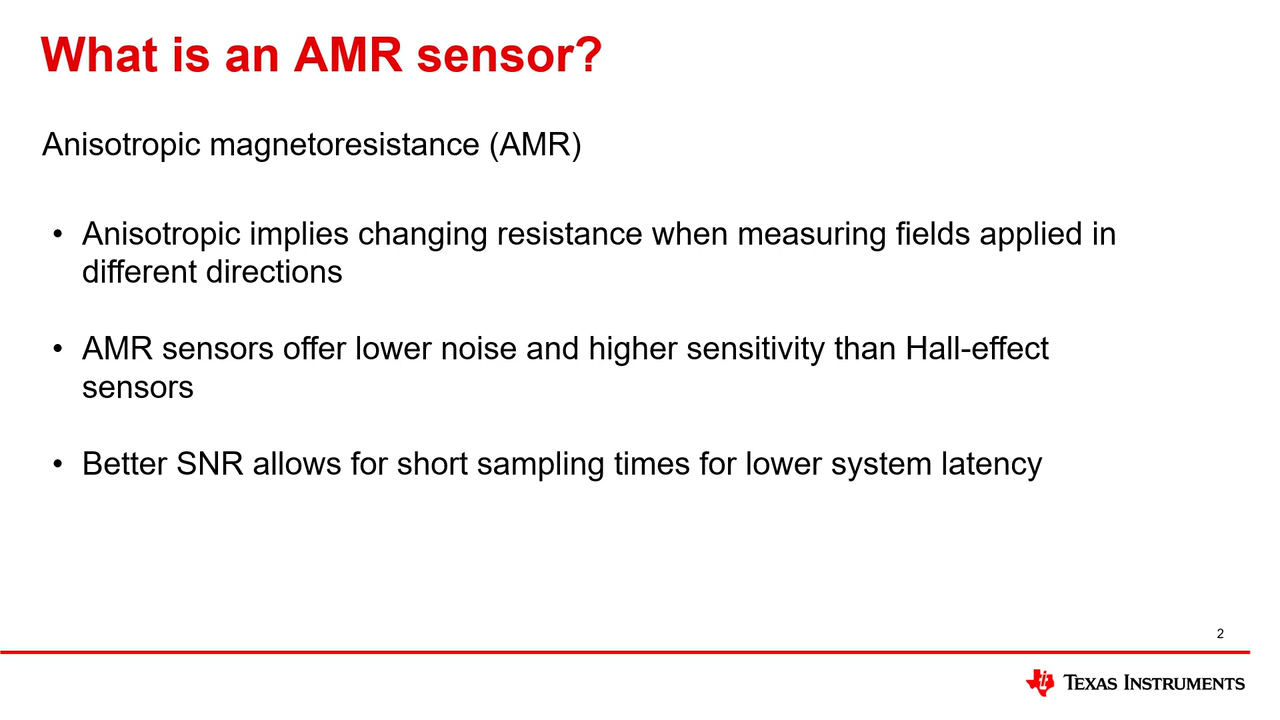 What is an AMR sensor?
Anisotropic magnetoresistance (AMR)
• Anisotropic implies changing resistance when measuring fields applied in
different directions
• AMR sensors offer lower noise and higher sensitivity than Hall-effect
sensors
• Better SNR allows for short sampling times for lower system latency
2
TEXAS INSTRUMENTS